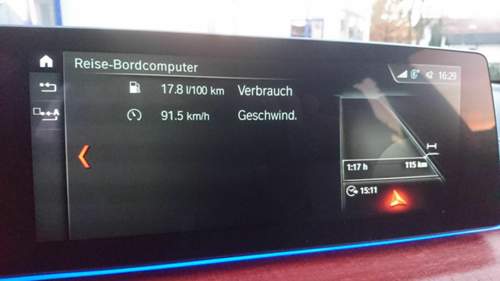 Reise-Bordcomputer
16:29
17.8 l/100 km Verbrauch
91.5 km/h Geschwind.
1:17 h 115 km
15:11